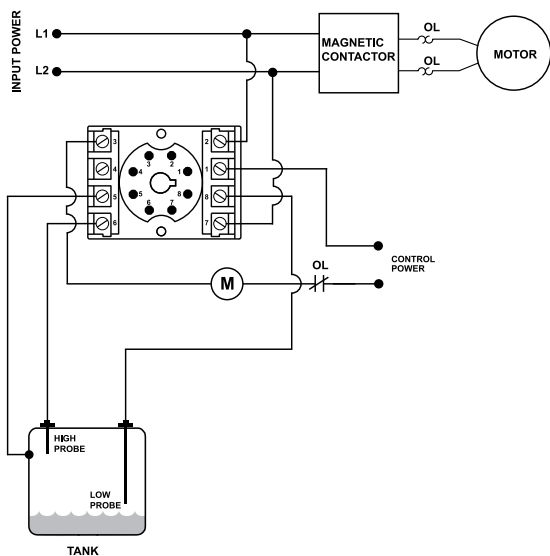 INPUT POWER
L1
L2
MAGNETIC
CONTACTOR
OL
OL
MOTOR
3
4
5
6
3
2
4
1
5
8
6
7
2
1
8
7
M
OL
CONTROL
POWER
HIGH
PROBE
LOW
PROBE
TANK